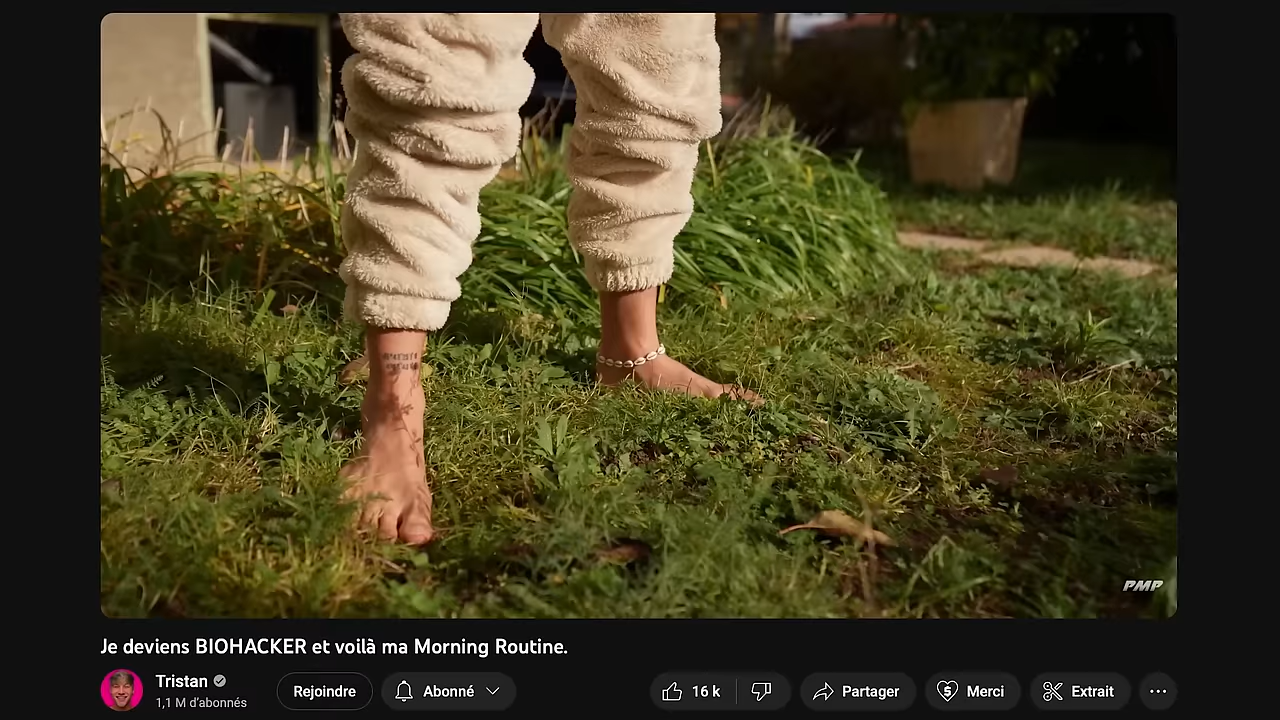 PMP
Je deviens BIOHACKER et voilà ma Morning Routine.
Tristan
1,1 M d'abonnés
Rejoindre
Abonné
16 k
Partager
Merci
Extrait